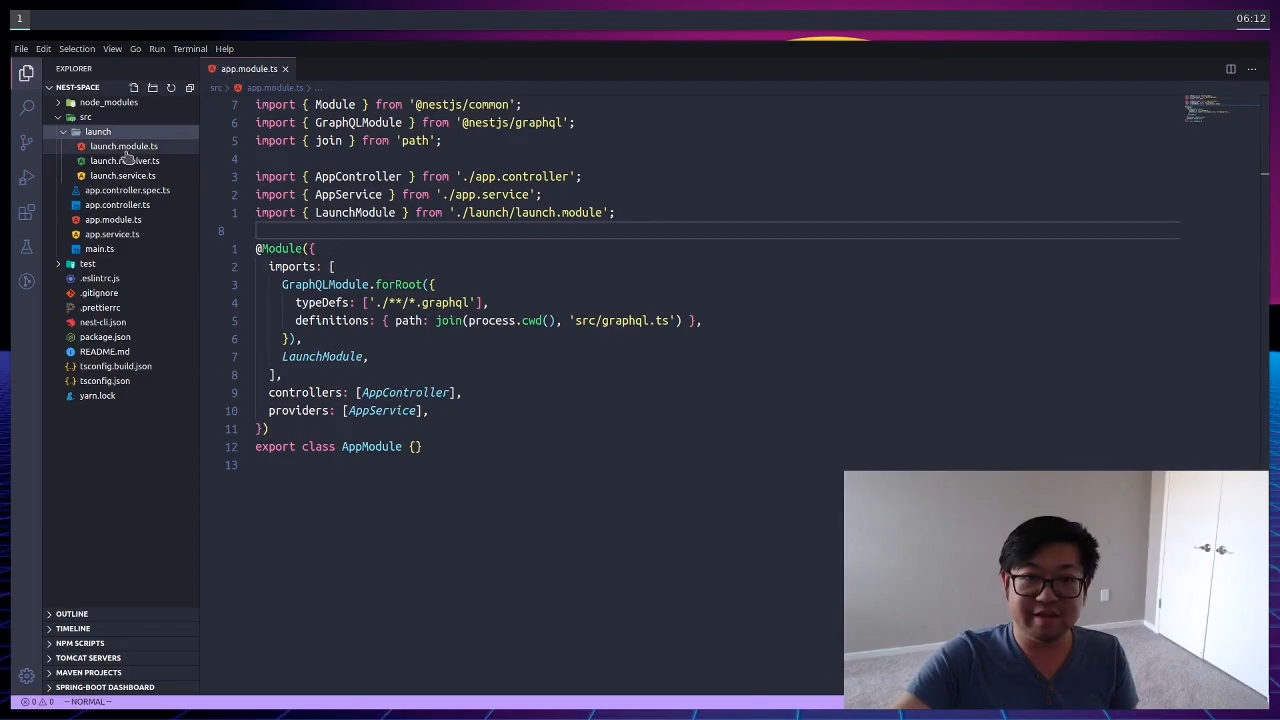 1
06:12
File Edit Selection View Go Run Terminal Help
EXPLORER
app.module.ts
NEST-SPACE
src › app.module.ts › ...
node_modules
src
launch
launch.module.ts
launch.service.ts
app.controller.spec.ts
app.controller.ts
app.module.ts
app.service.ts
main.ts
test
.eslintrc.js
.gitignore
.prettierrc
nest-cli.json
package.json
README.md
tsconfig.build.json
tsconfig.json
yarn.lock
OUTLINE
TIMELINE
NPM SCRIPTS
TOMCAT SERVERS
MAVEN PROJECTS
SPRING-BOOT DASHBOARD
7 import { Module } from '@nestjs/common';
6 import { GraphQLModule } from '@nestjs/graphql';
5 import { join } from 'path';
4
3 import { AppController } from './app.controller';
2 import { AppService } from './app.service';
1 import { LaunchModule } from './launch/launch.module';
8
1 @Module({
2 imports: [
3 GraphQLModule.forRoot({
4 typeDefs: ['./**/*.graphql'],
5 definitions: { path: join(process.cwd(), 'src/graphql.ts') },
6 }),
7 LaunchModule,
8 ],
9 controllers: [AppController],
10 providers: [AppService],
11 })
12 export class AppModule {}
13
0 0 -- NORMAL --